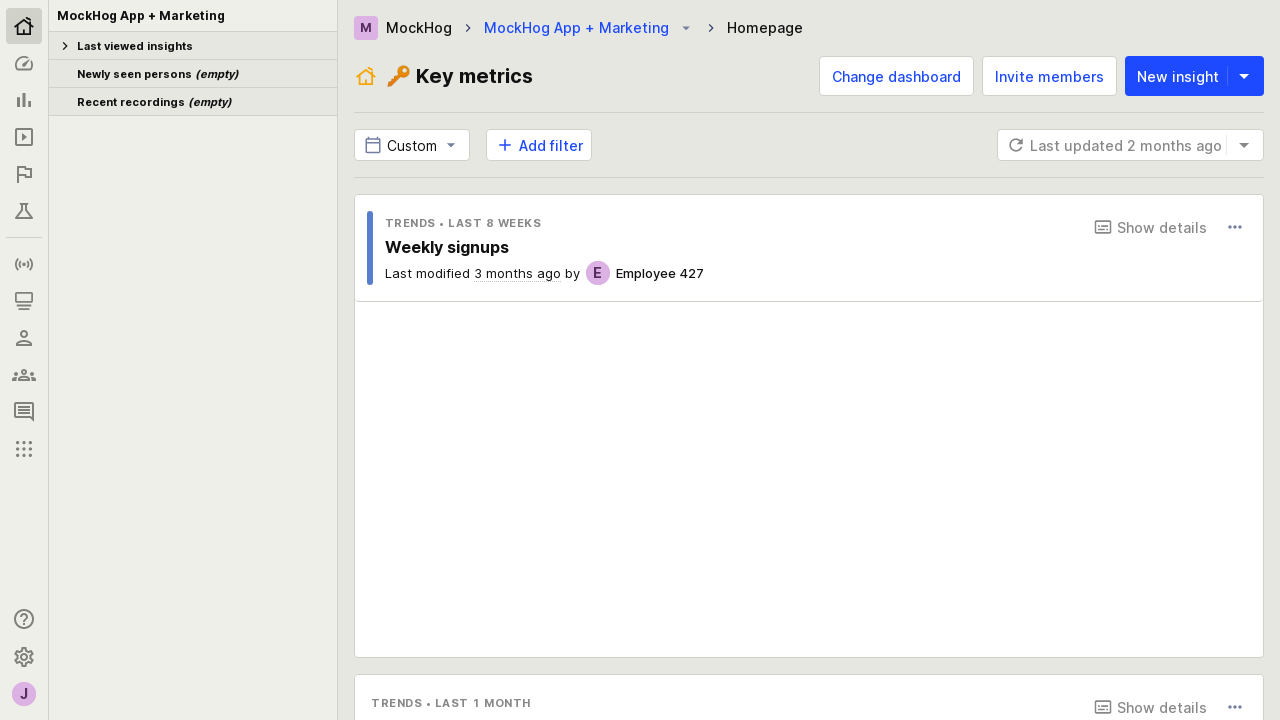 MockHog App + Marketing
Last viewed insights
Newly seen persons (empty)
Recent recordings (empty)
J
M MockHog
MockHog App + Marketing
Homepage
Key metrics
Change dashboard
Invite members
New insight
Custom
Add filter
Last updated 2 months ago
TRENDS • LAST 8 WEEKS
Show details
Weekly signups
Last modified 3 months ago by E Employee 427
TRENDS • LAST 1 MONTH
Show details